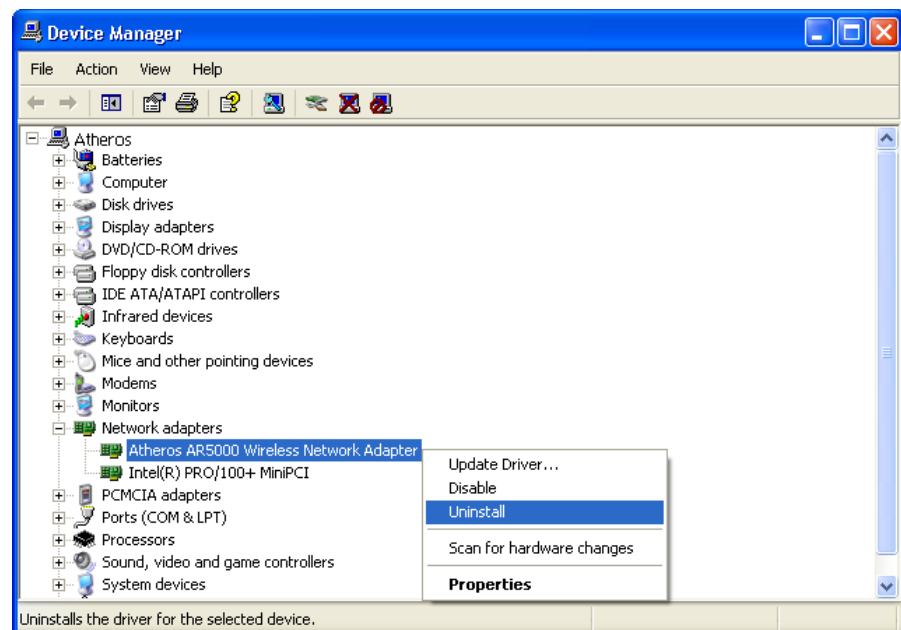 Device Manager
File Action View Help
Atheros
Batteries
Computer
Disk drives
Display adapters
DVD/CD-ROM drives
Floppy disk controllers
IDE ATA/ATAPI controllers
Infrared devices
Keyboards
Mice and other pointing devices
Modems
Monitors
Network adapters
Atheros AR5000 Wireless Network Adapter
Intel(R) PRO/100+ MiniPCI
PCMCIA adapters
Ports (COM & LPT)
Processors
Sound, video and game controllers
System devices
Update Driver...
Disable
Uninstall
Scan for hardware changes
Properties
Uninstalls the driver for the selected device.